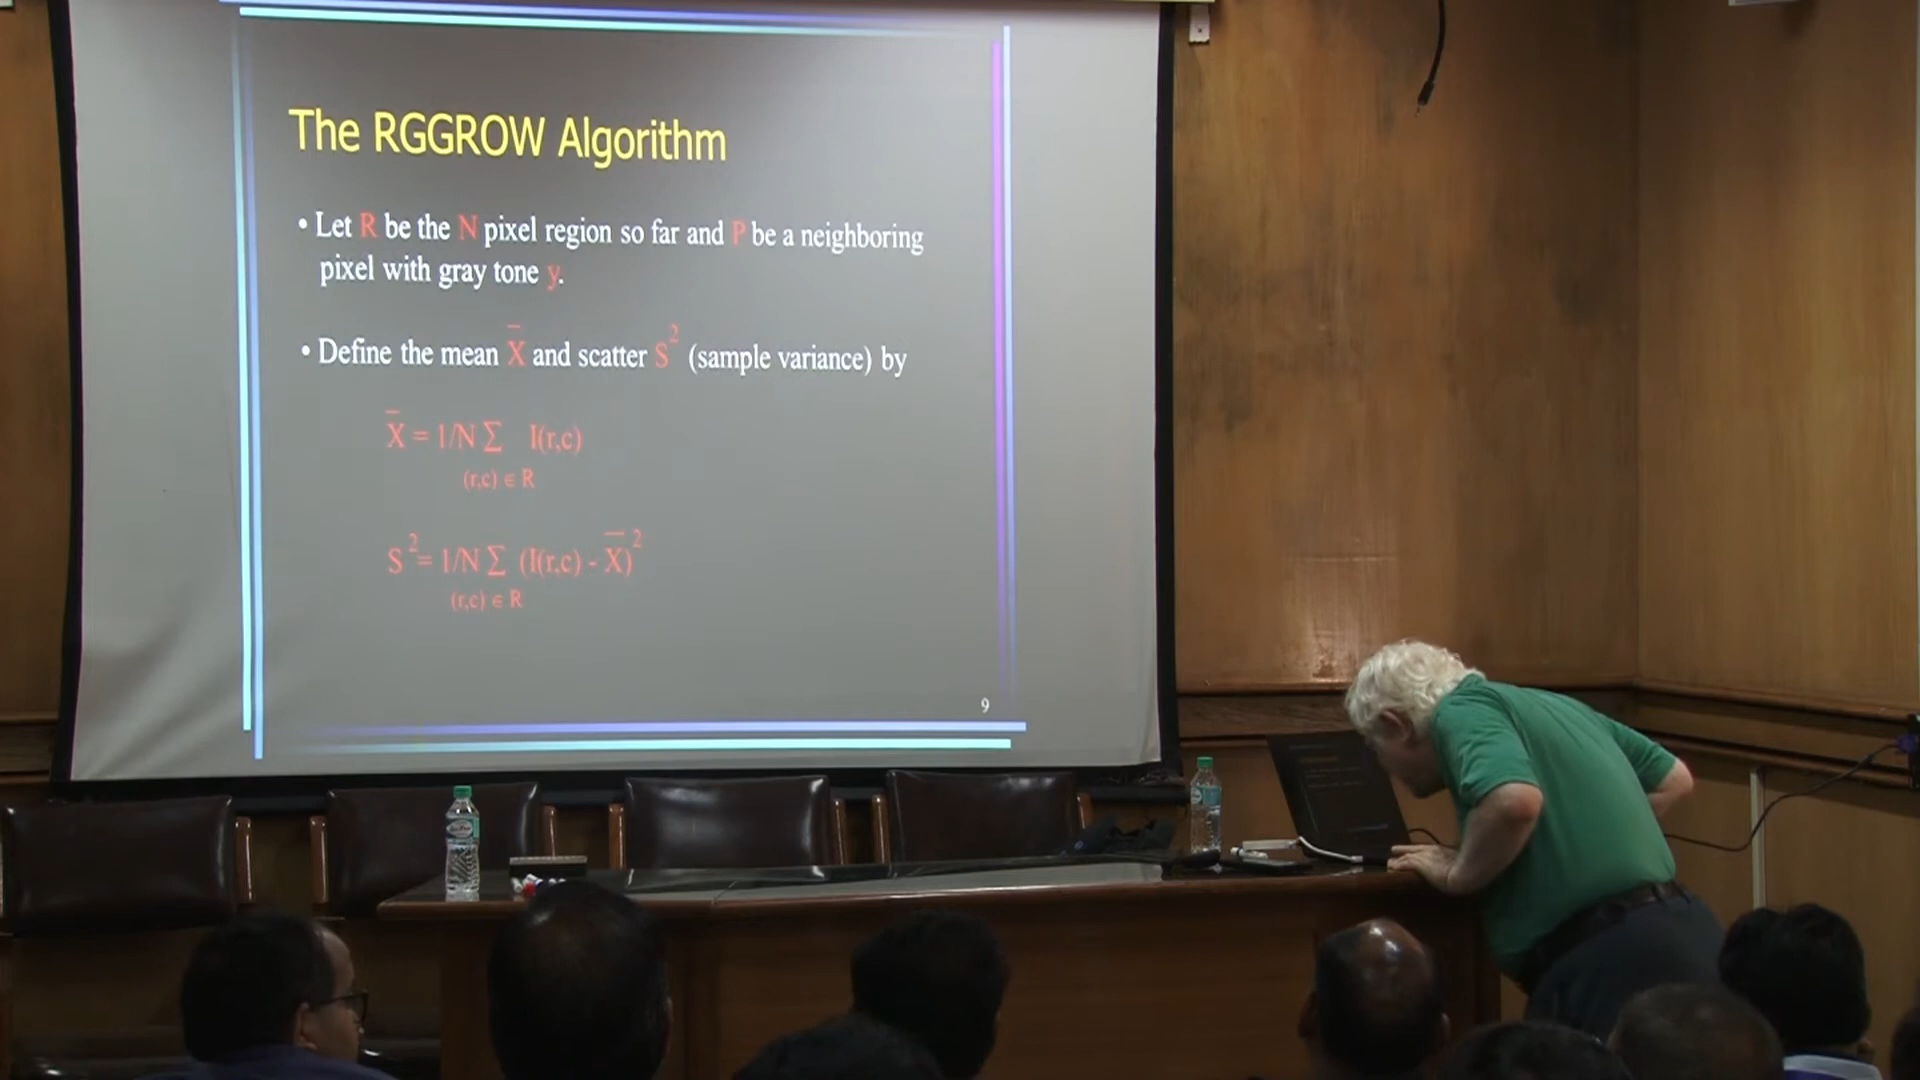 The RGGROW Algorithm
• Let R be the N pixel region so far and P be a neighboring
pixel with gray tone y.
• Define the mean X̅ and scatter S² (sample variance) by
X̅ = 1/N Σ I(r,c)
(r,c) ∈ R
S² = 1/N Σ (I(r,c) - X̅)²
(r,c) ∈ R
9